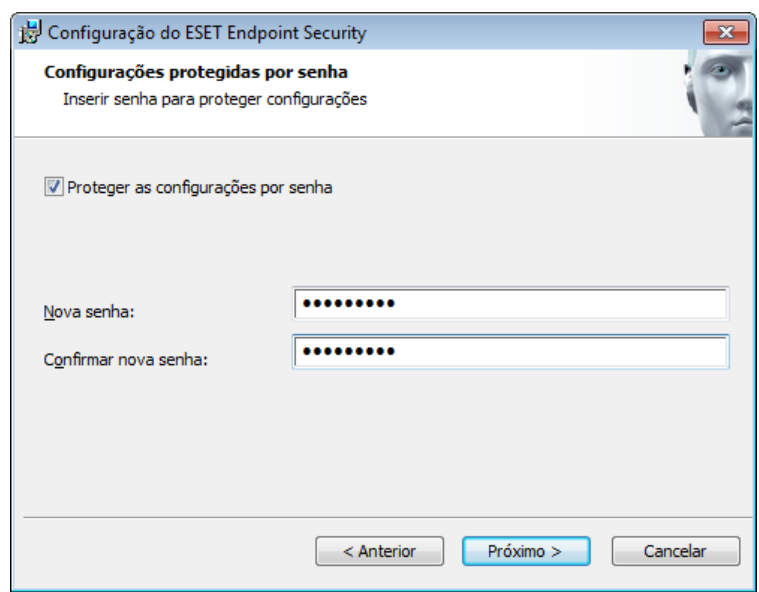 Configuração do ESET Endpoint Security
Configurações protegidas por senha
Inserir senha para proteger configurações
Proteger as configurações por senha
Nova senha: •••••••••
Confirmar nova senha: •••••••••
< Anterior Próximo > Cancelar